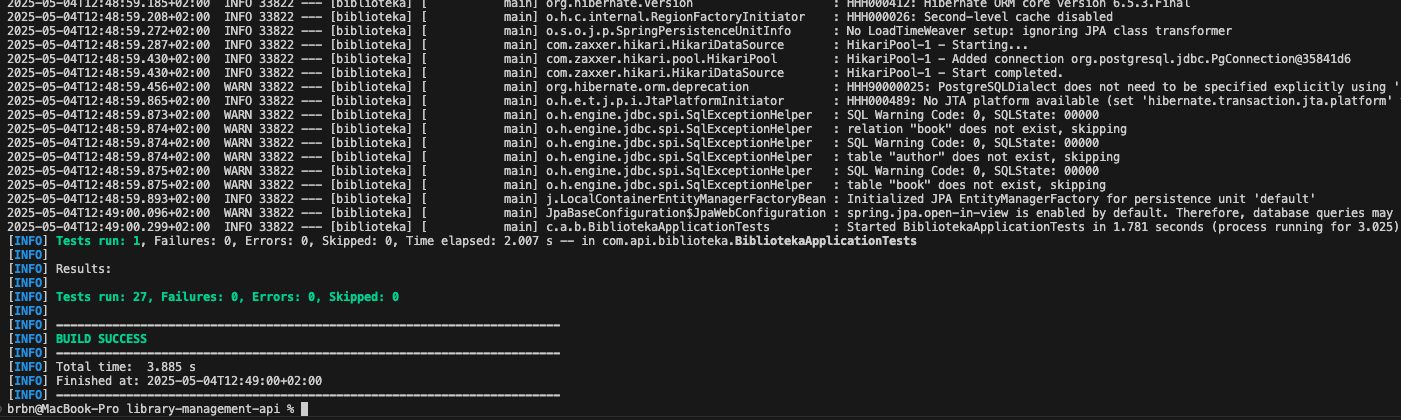 2025-05-04T12:48:59.185+02:00  INFO 33822 --- [biblioteka] [           main] org.hibernate.Version                    : HHH000412: Hibernate ORM core version 6.5.3.Final
2025-05-04T12:48:59.208+02:00  INFO 33822 --- [biblioteka] [           main] o.h.c.internal.RegionFactoryInitiator    : HHH000026: Second-level cache disabled
2025-05-04T12:48:59.272+02:00  INFO 33822 --- [biblioteka] [           main] o.s.o.j.p.SpringPersistenceUnitInfo      : No LoadTimeWeaver setup: ignoring JPA class transformer
2025-05-04T12:48:59.287+02:00  INFO 33822 --- [biblioteka] [           main] com.zaxxer.hikari.HikariDataSource       : HikariPool-1 - Starting...
2025-05-04T12:48:59.430+02:00  INFO 33822 --- [biblioteka] [           main] com.zaxxer.hikari.pool.HikariPool        : HikariPool-1 - Added connection org.postgresql.jdbc.PgConnection@35841d6
2025-05-04T12:48:59.430+02:00  INFO 33822 --- [biblioteka] [           main] com.zaxxer.hikari.HikariDataSource       : HikariPool-1 - Start completed.
2025-05-04T12:48:59.456+02:00  WARN 33822 --- [biblioteka] [           main] org.hibernate.orm.deprecation            : HHH90000025: PostgreSQLDialect does not need to be specified explicitly using '
2025-05-04T12:48:59.865+02:00  INFO 33822 --- [biblioteka] [           main] o.h.e.t.j.p.i.JtaPlatformInitiator       : HHH000489: No JTA platform available (set 'hibernate.transaction.jta.platform'
2025-05-04T12:48:59.873+02:00  WARN 33822 --- [biblioteka] [           main] o.h.engine.jdbc.spi.SqlExceptionHelper   : SQL Warning Code: 0, SQLState: 00000
2025-05-04T12:48:59.874+02:00  WARN 33822 --- [biblioteka] [           main] o.h.engine.jdbc.spi.SqlExceptionHelper   : relation "book" does not exist, skipping
2025-05-04T12:48:59.874+02:00  WARN 33822 --- [biblioteka] [           main] o.h.engine.jdbc.spi.SqlExceptionHelper   : SQL Warning Code: 0, SQLState: 00000
2025-05-04T12:48:59.874+02:00  WARN 33822 --- [biblioteka] [           main] o.h.engine.jdbc.spi.SqlExceptionHelper   : table "author" does not exist, skipping
2025-05-04T12:48:59.875+02:00  WARN 33822 --- [biblioteka] [           main] o.h.engine.jdbc.spi.SqlExceptionHelper   : SQL Warning Code: 0, SQLState: 00000
2025-05-04T12:48:59.875+02:00  WARN 33822 --- [biblioteka] [           main] o.h.engine.jdbc.spi.SqlExceptionHelper   : table "book" does not exist, skipping
2025-05-04T12:48:59.893+02:00  INFO 33822 --- [biblioteka] [           main] j.LocalContainerEntityManagerFactoryBean : Initialized JPA EntityManagerFactory for persistence unit 'default'
2025-05-04T12:49:00.096+02:00  WARN 33822 --- [biblioteka] [           main] JpaBaseConfiguration$JpaWebConfiguration : spring.jpa.open-in-view is enabled by default. Therefore, database queries may
2025-05-04T12:49:00.299+02:00  INFO 33822 --- [biblioteka] [           main] c.a.b.BibliotekaApplicationTests         : Started BibliotekaApplicationTests in 1.781 seconds (process running for 3.025)
[INFO] Tests run: 1, Failures: 0, Errors: 0, Skipped: 0, Time elapsed: 2.007 s -- in com.api.biblioteka.BibliotekaApplicationTests
[INFO]
[INFO] Results:
[INFO]
[INFO] Tests run: 27, Failures: 0, Errors: 0, Skipped: 0
[INFO]
[INFO] ------------------------------------------------------------------------
[INFO] BUILD SUCCESS
[INFO] ------------------------------------------------------------------------
[INFO] Total time:  3.885 s
[INFO] Finished at: 2025-05-04T12:49:00+02:00
[INFO] ------------------------------------------------------------------------
brbn@MacBook-Pro library-management-api %